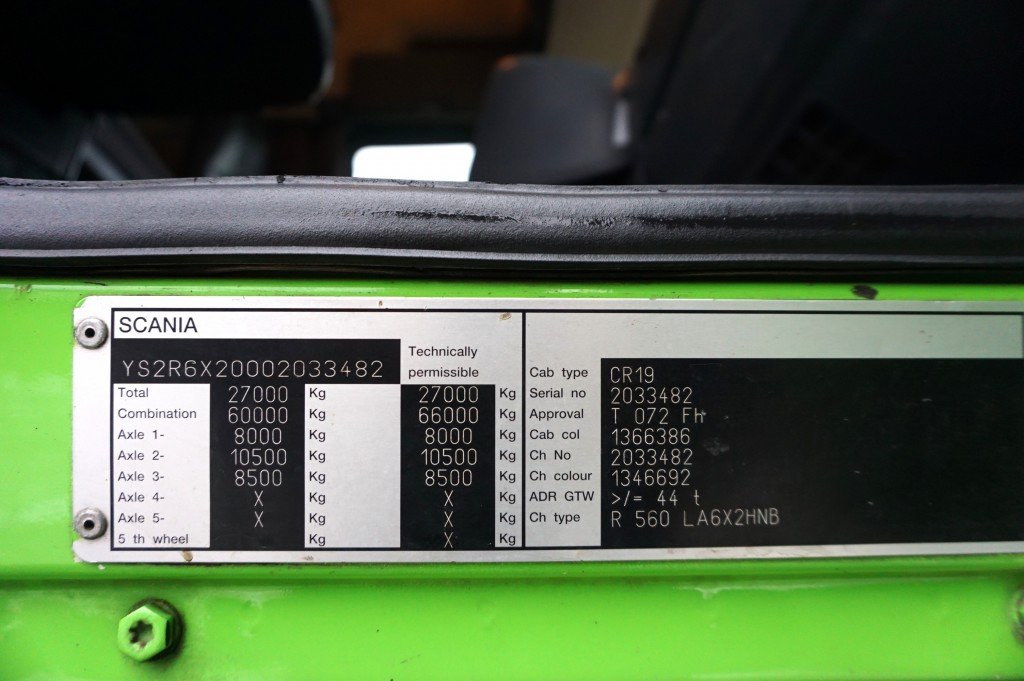 SCANIA
YS2R6X20002033482 Technically permissible
Total 27000 Kg 27000 Kg
Combination 60000 Kg 66000 Kg
Axle 1- 8000 Kg 8000 Kg
Axle 2- 10500 Kg 10500 Kg
Axle 3- 8500 Kg 8500 Kg
Axle 4- X Kg X Kg
Axle 5- X Kg X Kg
5 th wheel Kg X Kg
Cab type CR19
Serial no 2033482
Approval T 072 Fh
Cab col 1366386
Ch No 2033482
Ch colour 1346692
ADR GTW >/= 44 t
Ch type R 560 LA6X2HNB